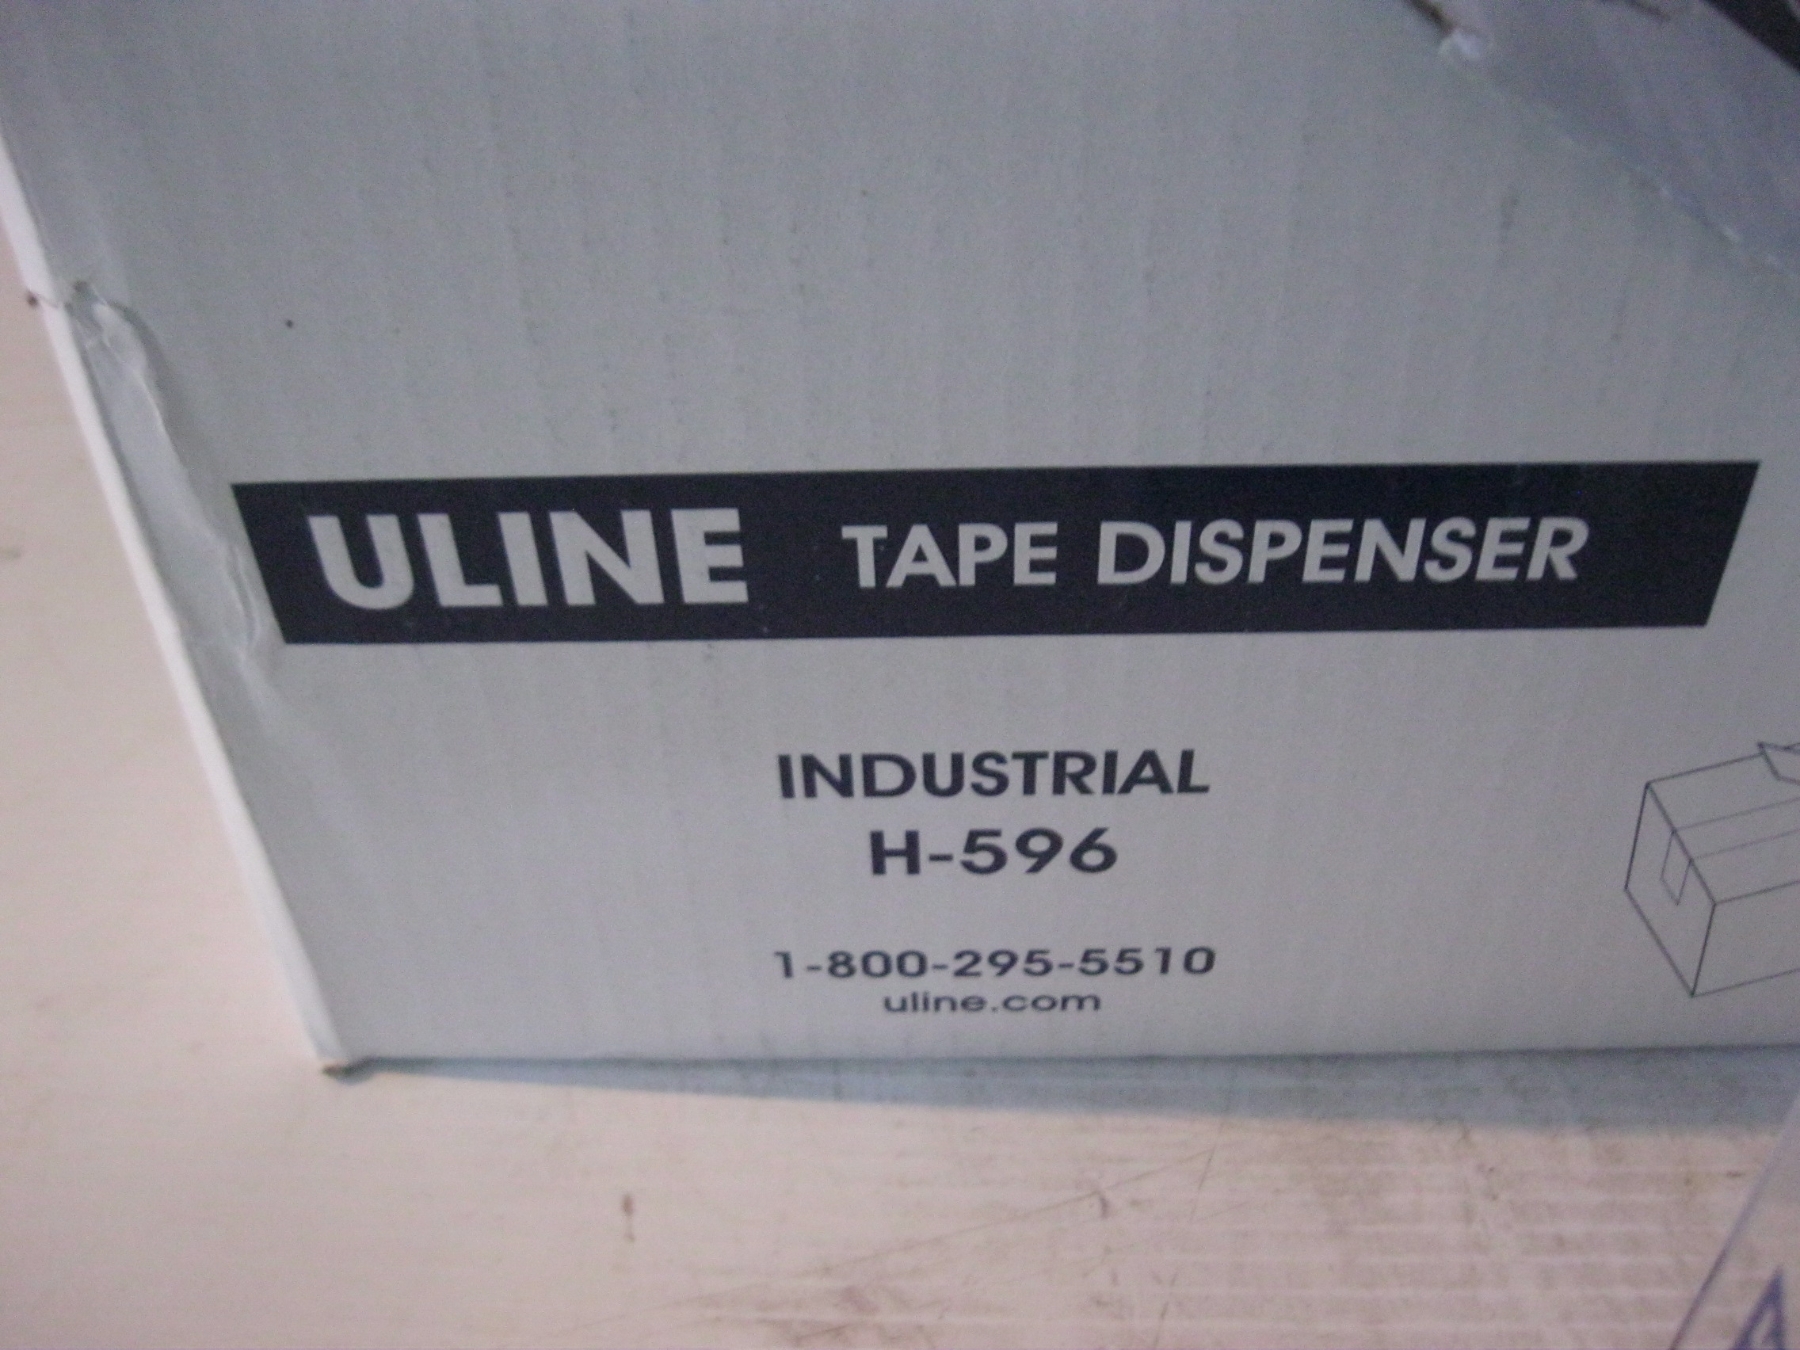 ULINE TAPE DISPENSER
INDUSTRIAL
H-596
1-800-295-5510
uline.com